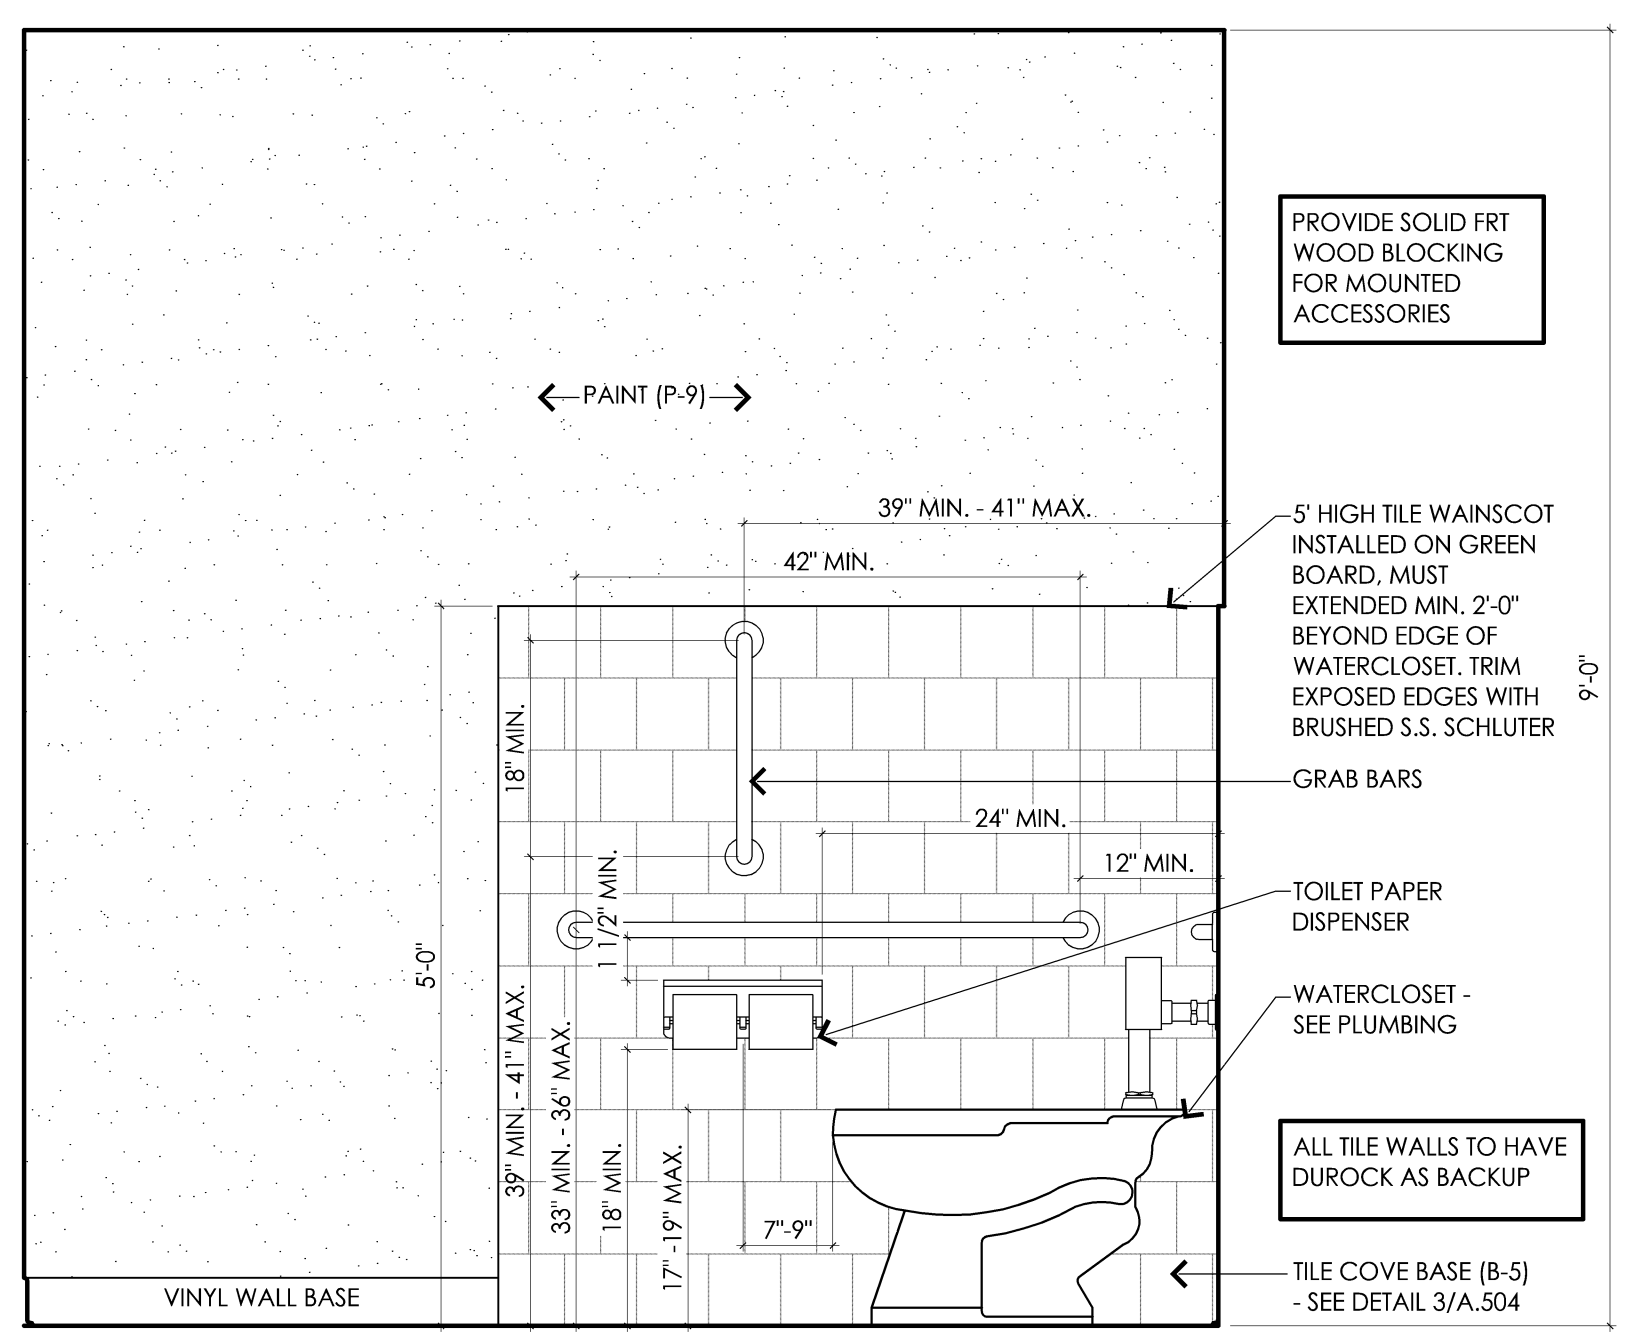 PROVIDE SOLID FRT
WOOD BLOCKING
FOR MOUNTED
ACCESSORIES
PAINT (P-9)
39" MIN. - 41" MAX.
42" MIN.
5' HIGH TILE WAINSCOT
INSTALLED ON GREEN
BOARD, MUST
EXTENDED MIN. 2'-0"
BEYOND EDGE OF
WATERCLOSET. TRIM
EXPOSED EDGES WITH
BRUSHED S.S. SCHLUTER
9'-0"
18" MIN.
GRAB BARS
24" MIN.
12" MIN.
1 1/2" MIN.
TOILET PAPER
DISPENSER
5'-0"
WATERCLOSET -
SEE PLUMBING
39" MIN. - 41" MAX.
33" MIN. - 36" MAX.
18" MIN.
17" -19" MAX.
7"-9"
ALL TILE WALLS TO HAVE
DUROCK AS BACKUP
TILE COVE BASE (B-5)
- SEE DETAIL 3/A.504
VINYL WALL BASE